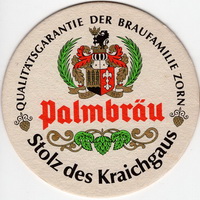 QUALITÄTSGARANTIE DER BRAUFAMILIE ZORN
Palmbräu
Stolz des Kraichgaus